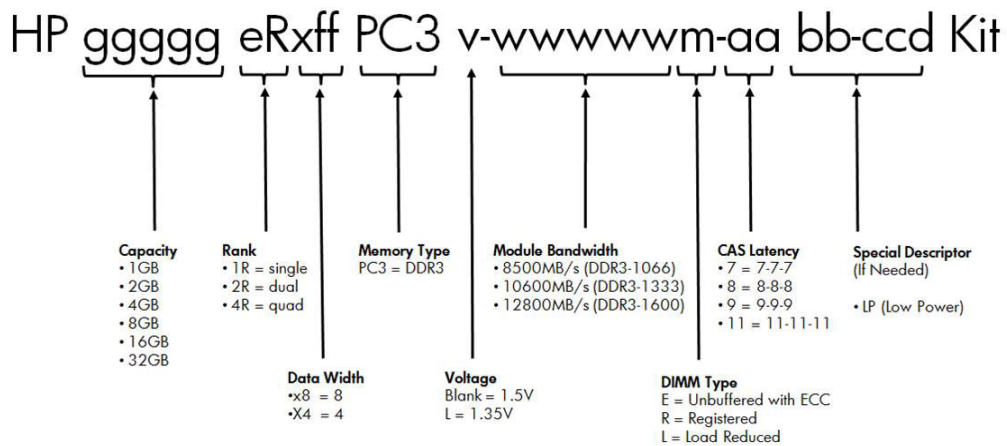 HP ggggg eRxff PC3 v-wwwwwm-aa bb-ccd Kit
Capacity
• 1GB
• 2GB
• 4GB
• 8GB
• 16GB
• 32GB
Rank
• 1R = single
• 2R = dual
• 4R = quad
Memory Type
PC3 = DDR3
Module Bandwidth
• 8500MB/s (DDR3-1066)
• 10600MB/s (DDR3-1333)
• 12800MB/s (DDR3-1600)
CAS Latency
• 7 = 7-7-7
• 8 = 8-8-8
• 9 = 9-9-9
• 11 = 11-11-11
Special Descriptor
(If Needed)
• LP (Low Power)
Data Width
•x8 = 8
•X4 = 4
Voltage
Blank = 1.5V
L = 1.35V
DIMM Type
E = Unbuffered with ECC
R = Registered
L = Load Reduced